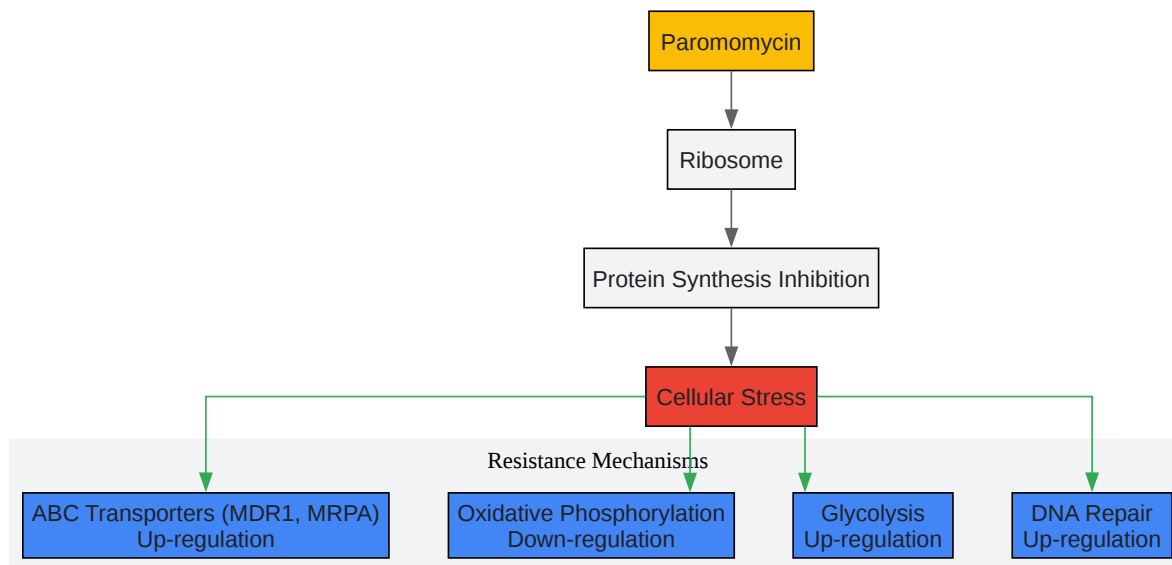 Paromomycin
Ribosome
Protein Synthesis Inhibition
Cellular Stress
Resistance Mechanisms
ABC Transporters (MDR1, MRPA)
Up-regulation
Oxidative Phosphorylation
Down-regulation
Glycolysis
Up-regulation
DNA Repair
Up-regulation